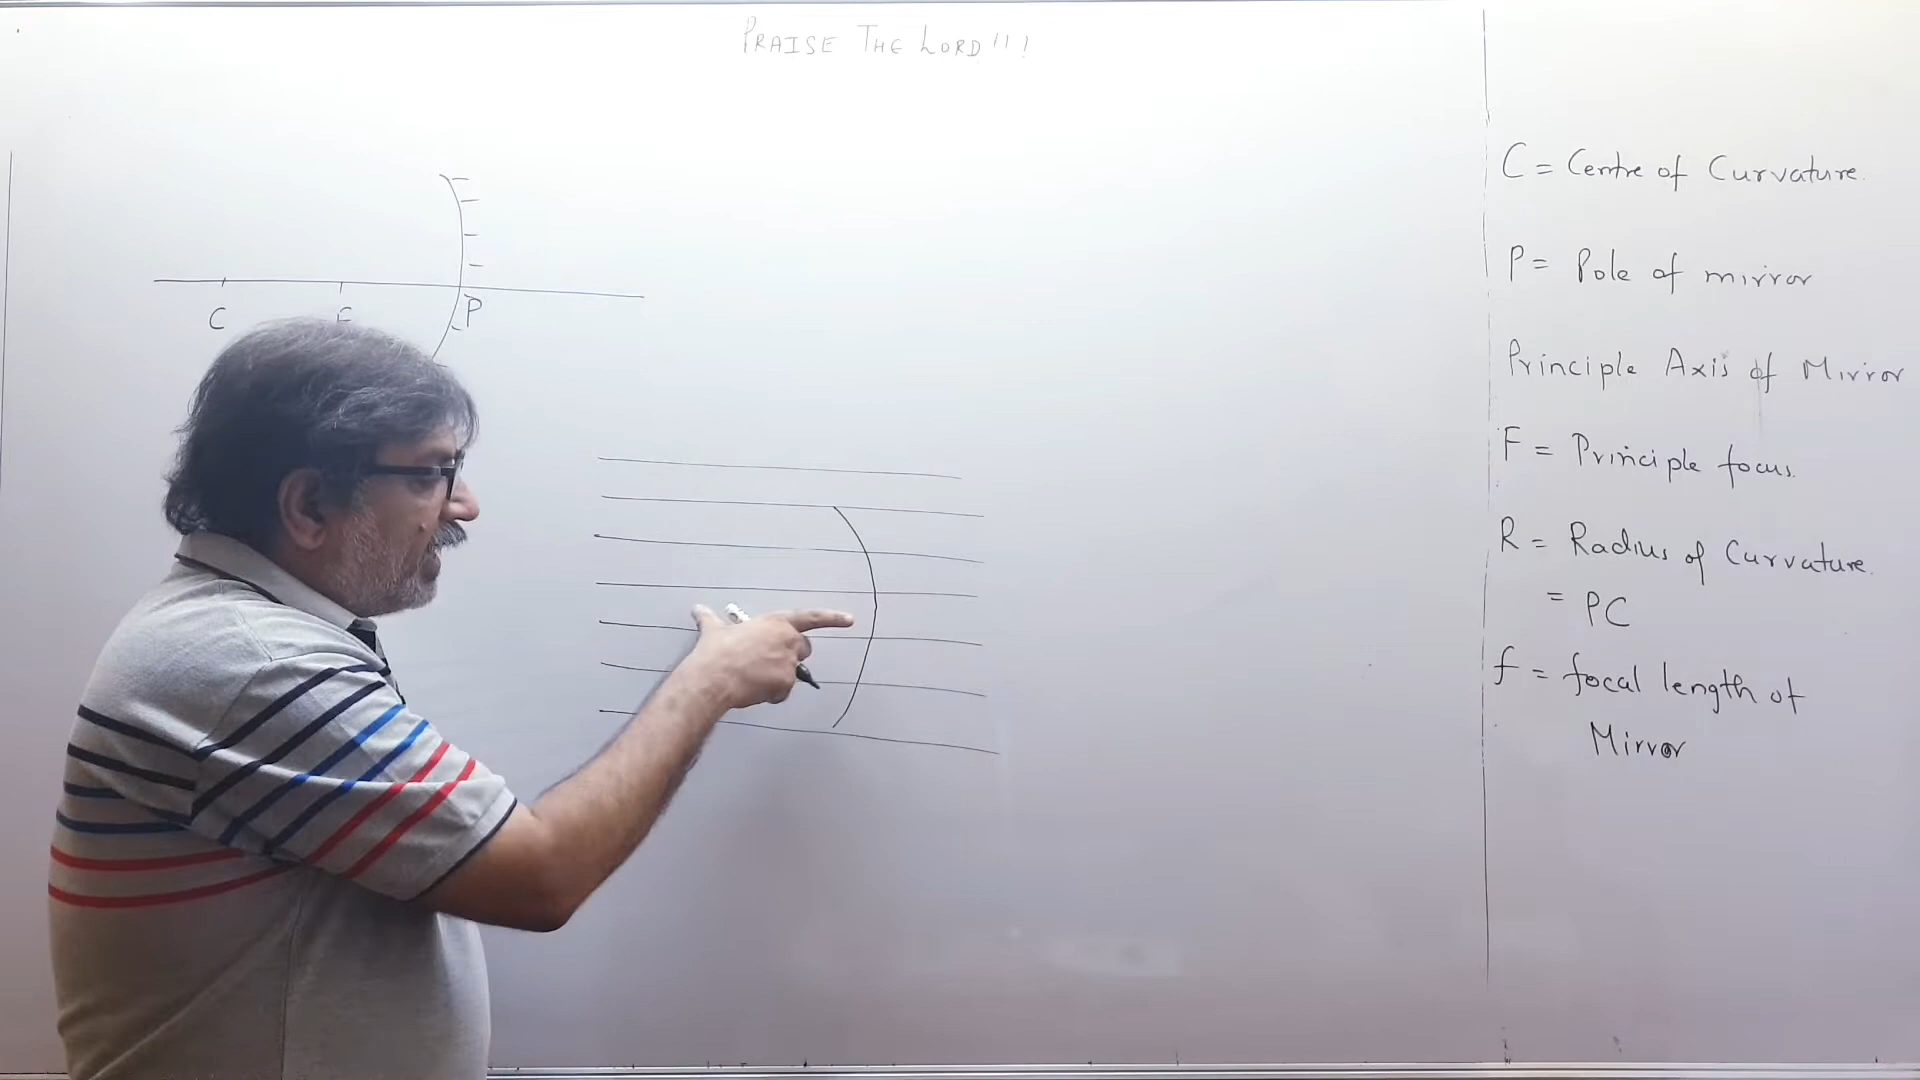 PRAISE THE LORD!!!
C = Centre of Curvature.
P = Pole of mirror
Principle Axis of Mirror
F = Principle focus.
R = Radius of Curvature.
= PC
f = focal length of
Mirror
C F P